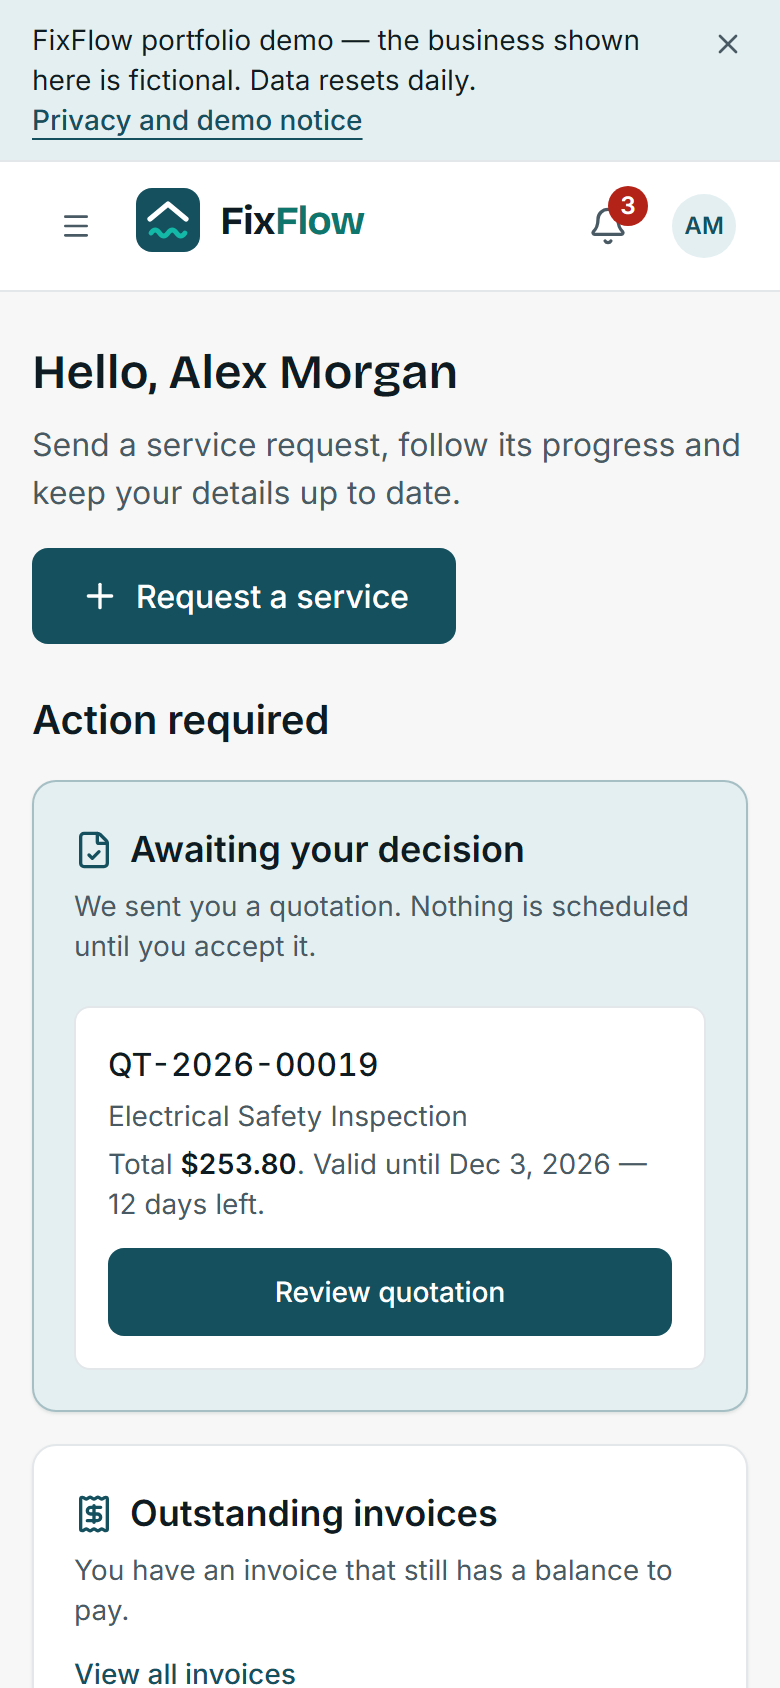 FixFlow portfolio demo — the business shown
here is fictional. Data resets daily.
Privacy and demo notice
FixFlow
3
AM
Hello, Alex Morgan
Send a service request, follow its progress and
keep your details up to date.
Request a service
Action required
Awaiting your decision
We sent you a quotation. Nothing is scheduled
until you accept it.
QT-2026-00019
Electrical Safety Inspection
Total $253.80. Valid until Dec 3, 2026 —
12 days left.
Review quotation
Outstanding invoices
You have an invoice that still has a balance to
pay.
View all invoices